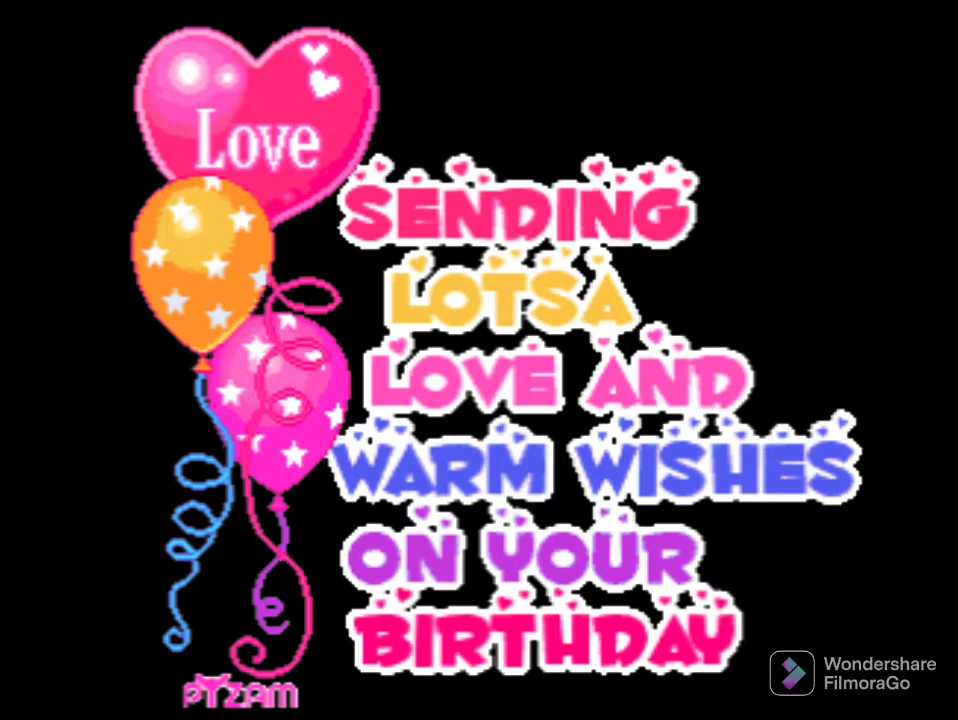 Love
SENDING
LOTSA
LOVE AND
WARM WISHES
ON YOUR
BIRTHDAY
PYZAM
Wondershare
FilmoraGo